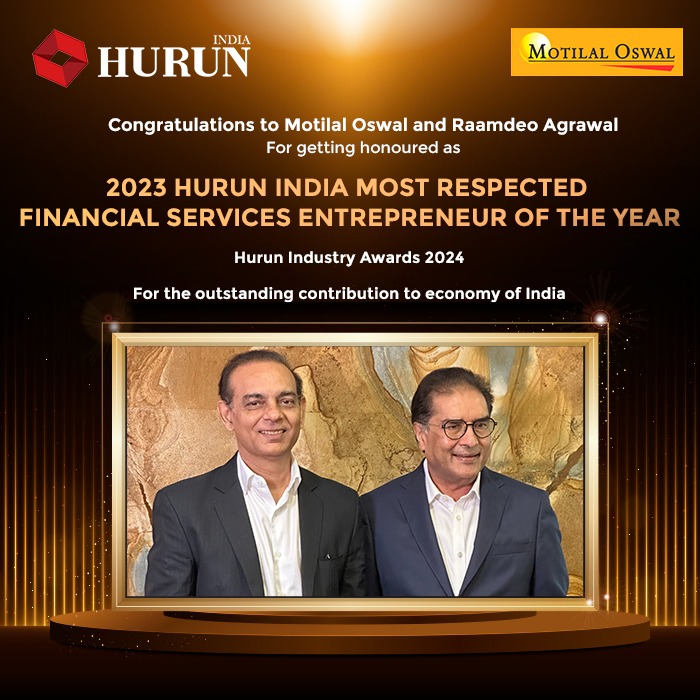 INDIA
HURUN
MOTILAL OSWAL
Congratulations to Motilal Oswal and Raamdeo Agrawal
For getting honoured as
2023 HURUN INDIA MOST RESPECTED
FINANCIAL SERVICES ENTREPRENEUR OF THE YEAR
Hurun Industry Awards 2024
For the outstanding contribution to economy of India